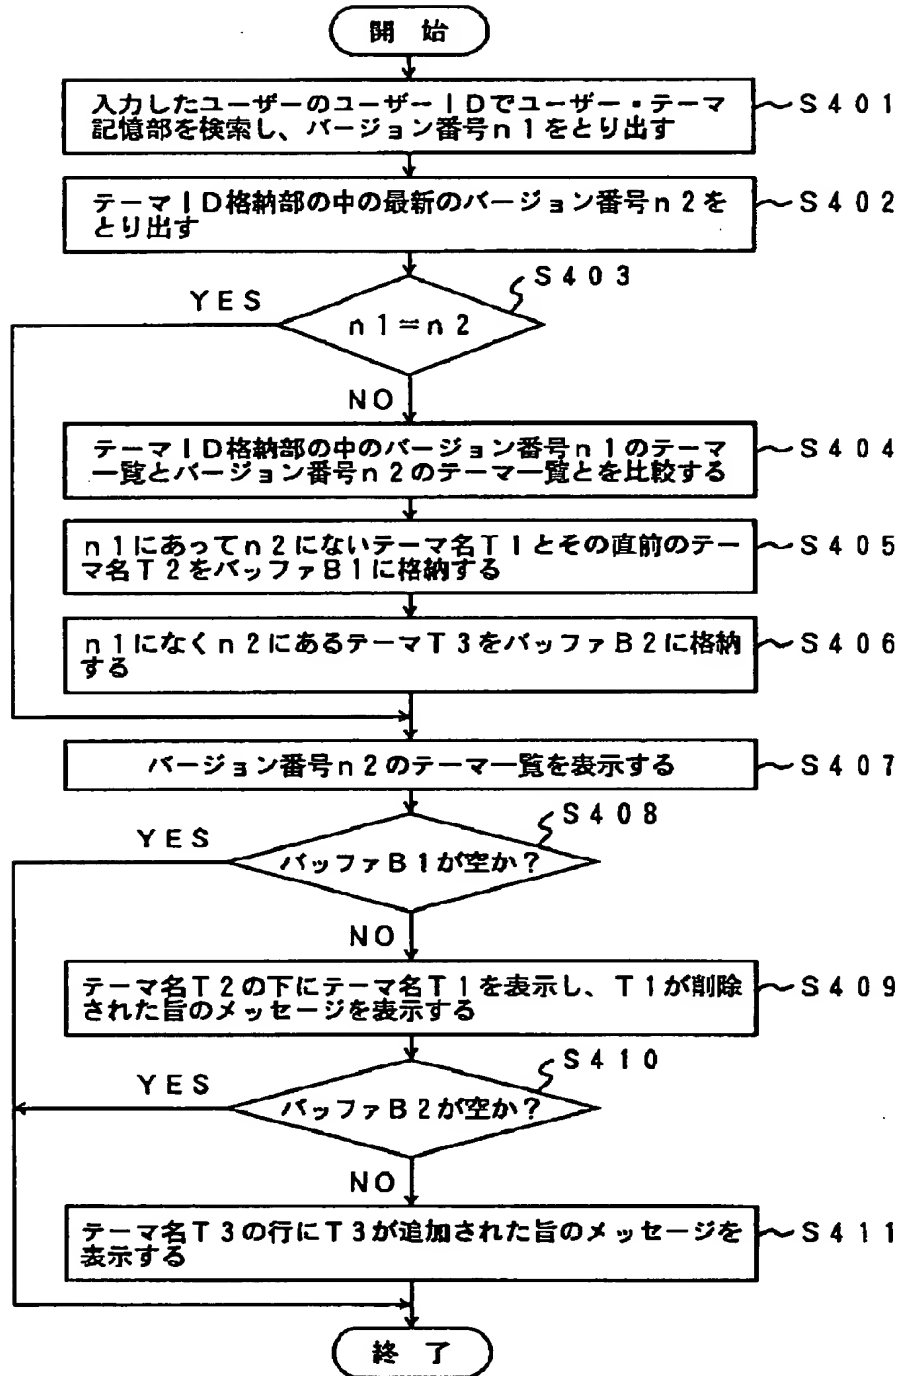 開 始
入力したユーザーのユーザーIDでユーザー・テーマ
記憶部を検索し、バージョン番号n1をとり出す
S401
テーマID格納部の中の最新のバージョン番号n2を
とり出す
S402
S403
YES
n1=n2
NO
テーマID格納部の中のバージョン番号n1のテーマ
一覧とバージョン番号n2のテーマ一覧とを比較する
S404
n1にあってn2にないテーマ名T1とその直前のテー
マ名T2をバッファB1に格納する
S405
n1になくn2にあるテーマT3をバッファB2に格納
する
S406
バージョン番号n2のテーマ一覧を表示する
S407
S408
YES
バッファB1が空か?
NO
テーマ名T2の下にテーマ名T1を表示し、T1が削除
された旨のメッセージを表示する
S409
S410
YES
バッファB2が空か?
NO
テーマ名T3の行にT3が追加された旨のメッセージを
表示する
S411
終 了